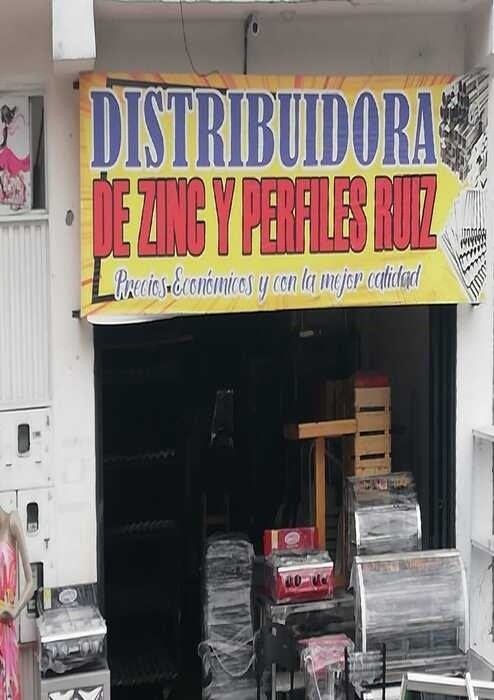 DISTRIBUIDORA
DE ZINC Y PERFILES RUIZ
Precios Económicos y con la mejor calidad